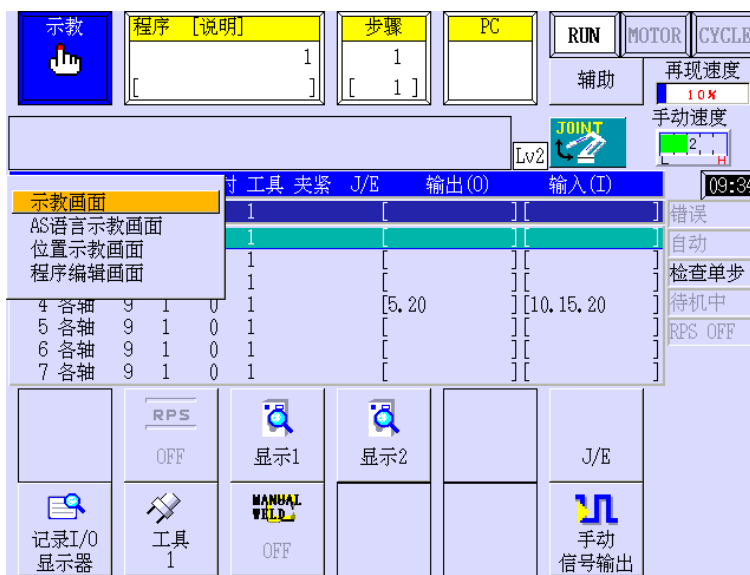 示教 程序 [说明] 步骤 PC RUN MOTOR CYCLE
1 1
[ ] [ 1 ] 辅助 再现速度
10%
手动速度
JOINT
Lv2 2
L H
时 工具 夹紧 J/E 输出(O) 输入(I) 09:34
示教画面
AS语言示教画面
位置示教画面
程序编辑画面
1 [ ][ ] 错误
1 [ ][ ] 自动
1 [ ][ ] 检查单步
1 [ ][ ]
4 各轴 9 1 0 1 [5.20 ][10.15.20 ] 待机中
5 各轴 9 1 0 1 [ ][ ] RPS OFF
6 各轴 9 1 0 1 [ ][ ]
7 各轴 9 1 0 1 [ ][ ]
RPS
OFF 显示1 显示2 J/E
记录I/O
显示器
工具
1
MANUAL
WELD
OFF
手动
信号输出